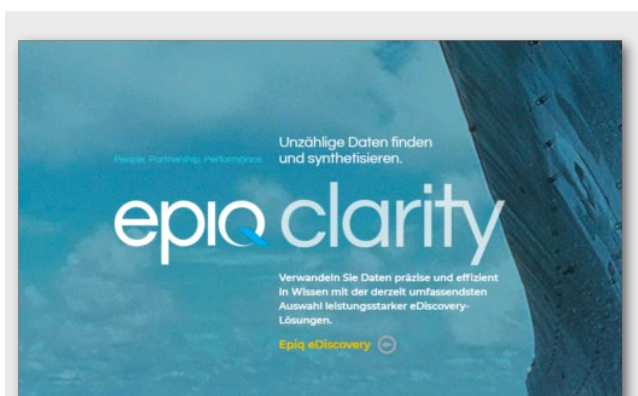 Unzählige Daten finden
People. Partnership. Performance.
und synthetisieren.
epiq clarity
Verwandeln Sie Daten präzise und effizient
in Wissen mit der derzeit umfassendsten
Auswahl leistungsstarker eDiscovery-
Lösungen.
Epiq eDiscovery